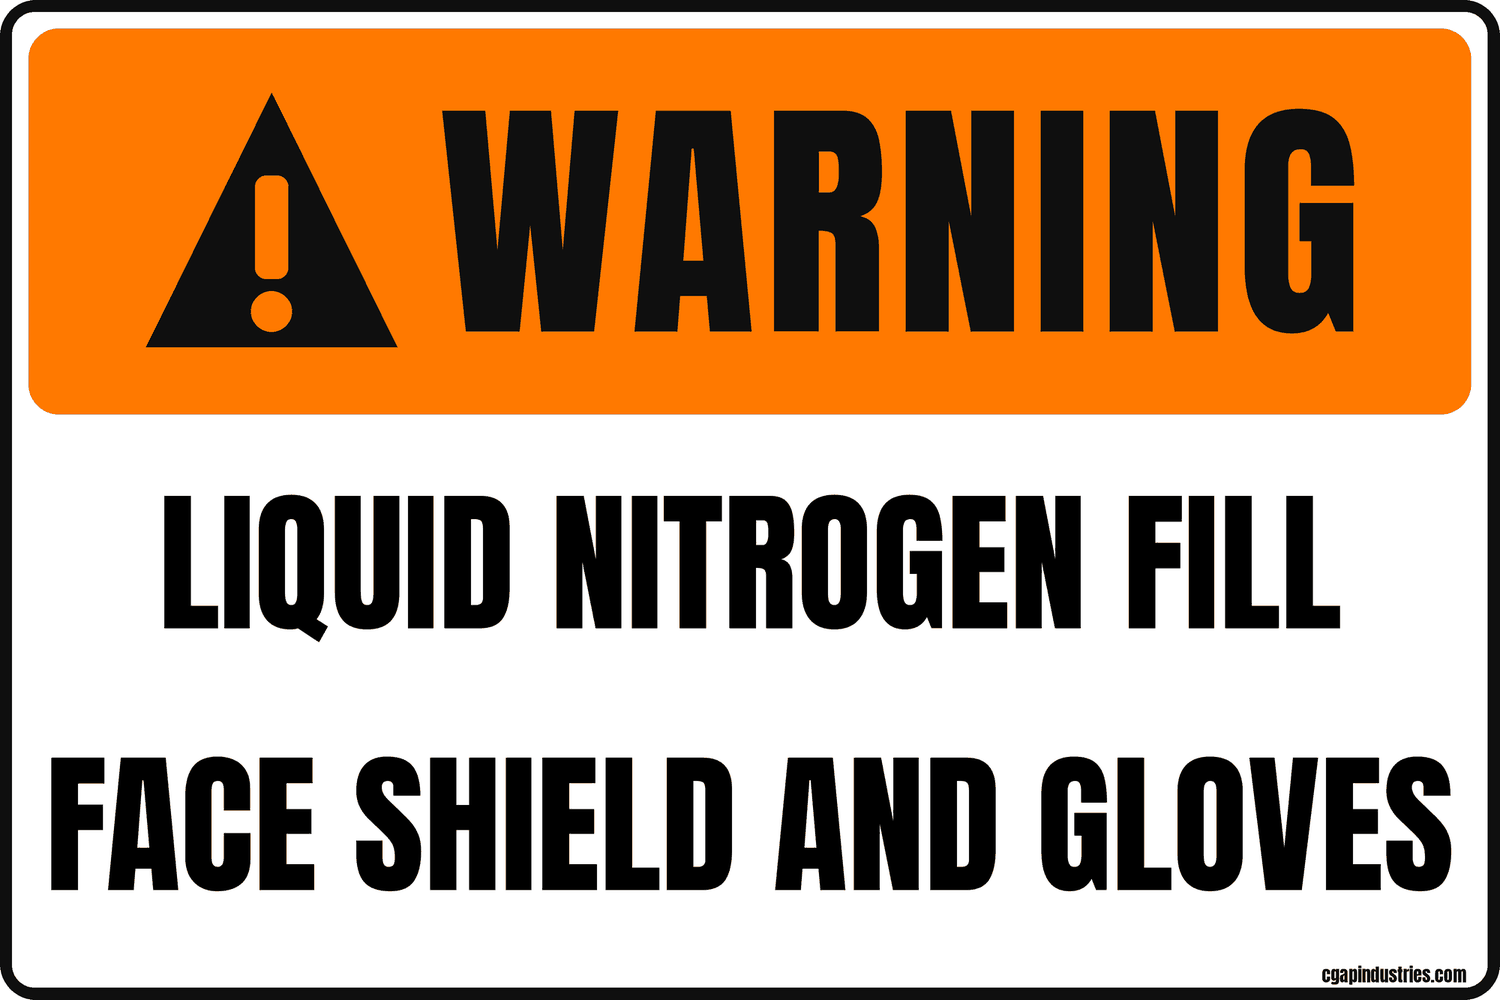 WARNING
LIQUID NITROGEN FILL
FACE SHIELD AND GLOVES
cgapindustries.com